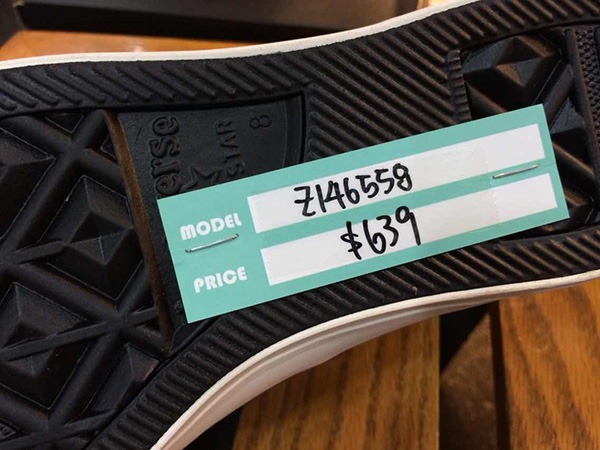 erse
STAR
8
MODEL Z146558
PRICE $639